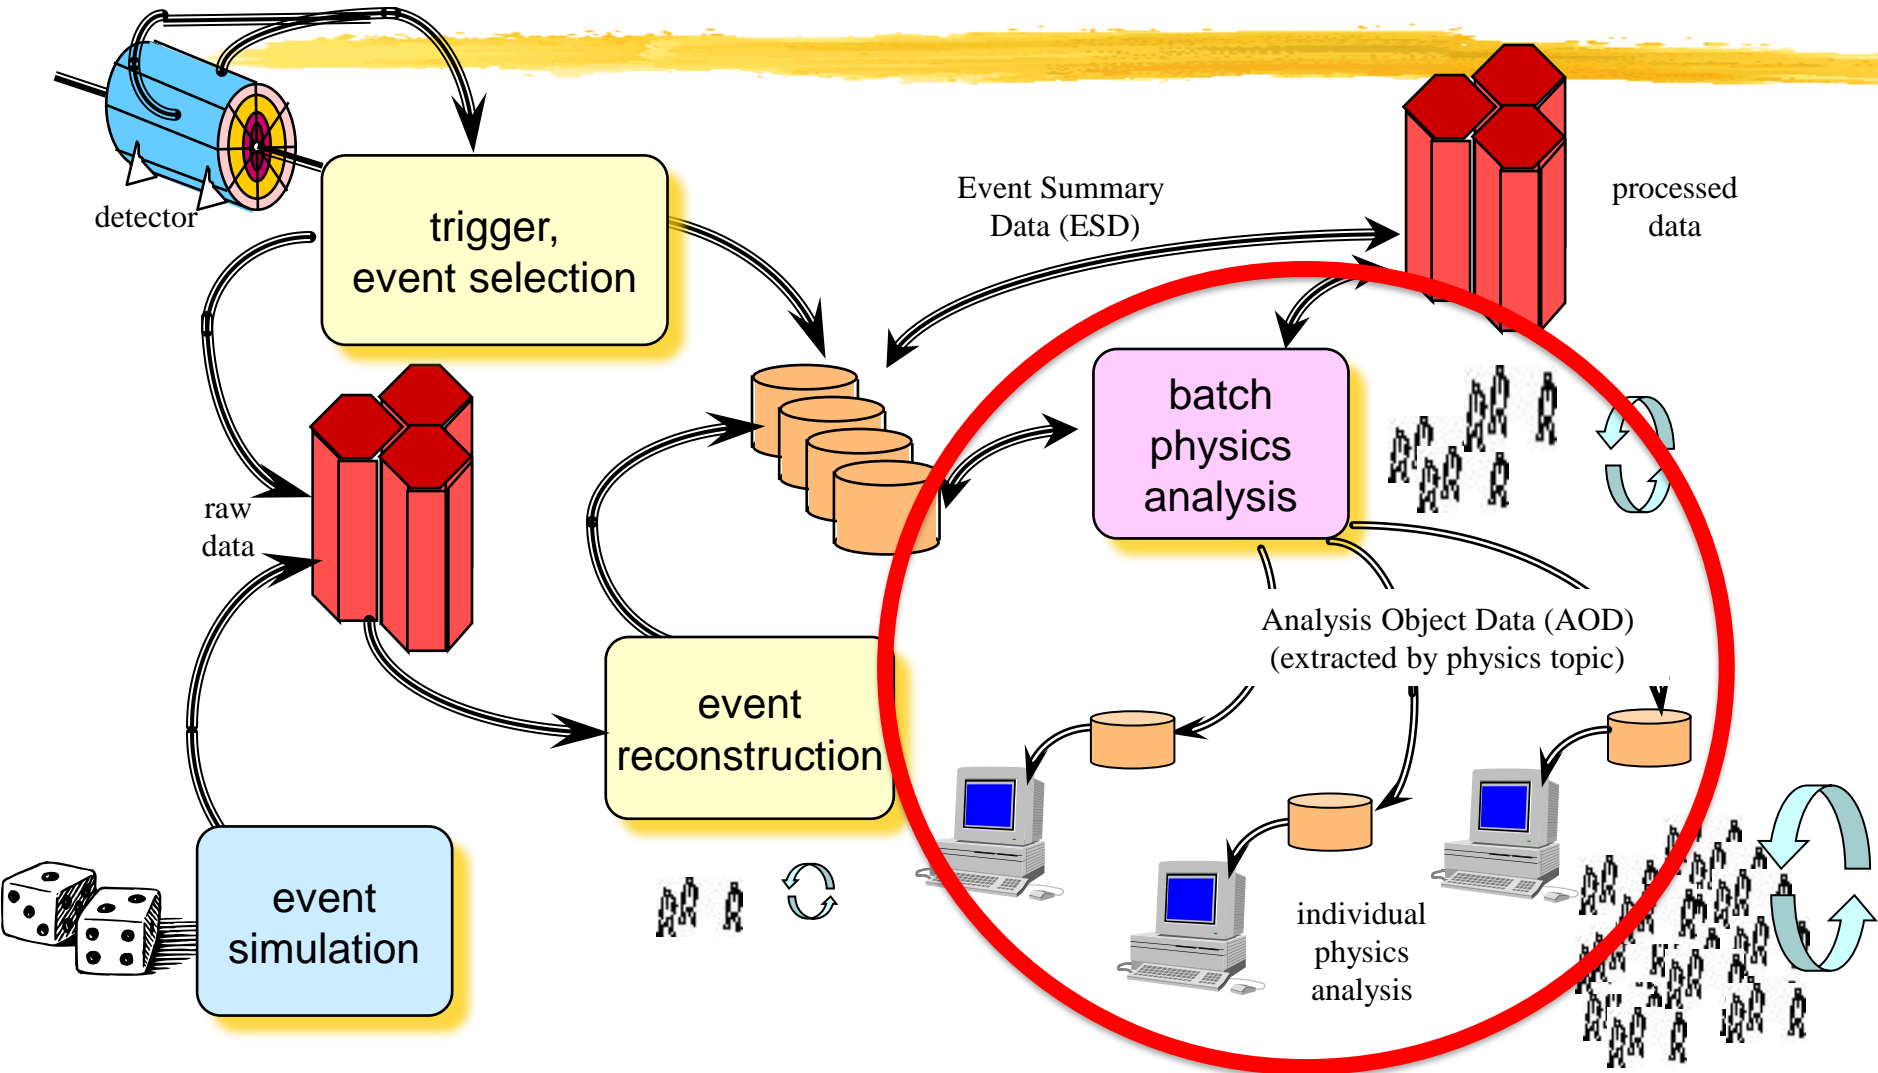 detector
trigger,
event selection
Event Summary
Data (ESD)
processed
data
batch
physics
analysis
raw
data
Analysis Object Data (AOD)
(extracted by physics topic)
event
reconstruction
event
simulation
individual
physics
analysis